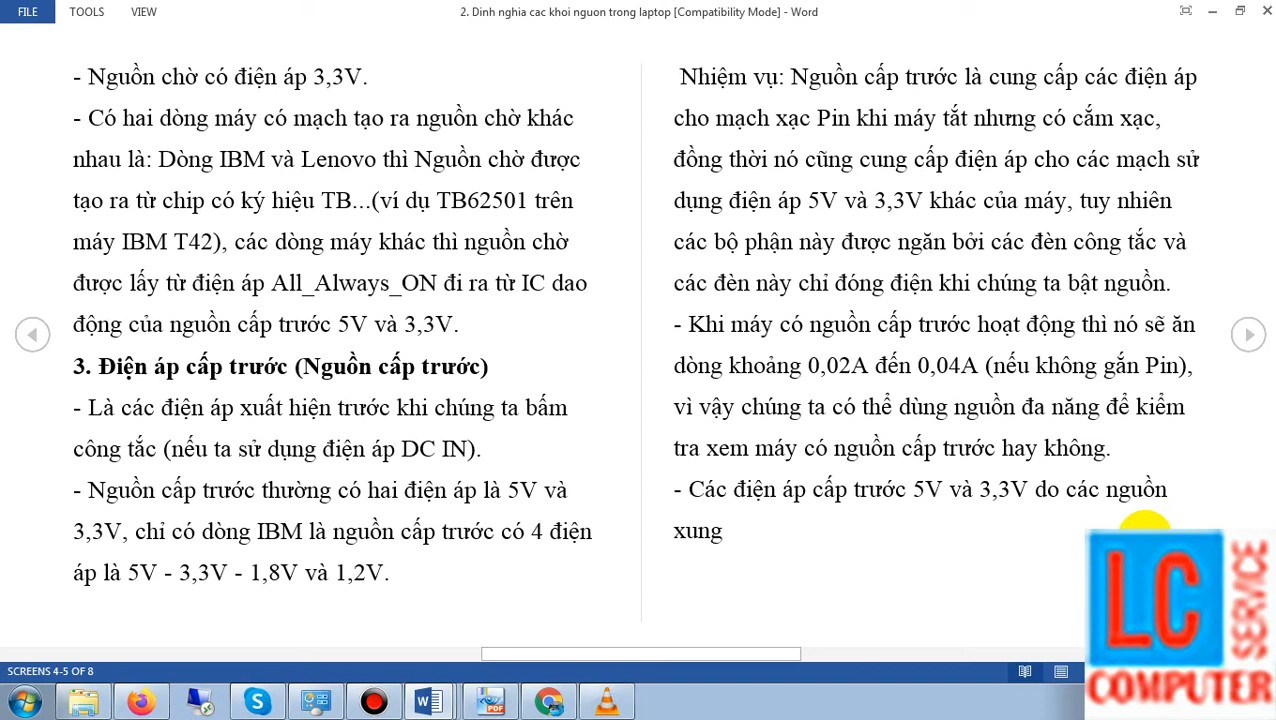 FILE TOOLS VIEW 2. Dinh nghia cac khoi nguon trong laptop [Compatibility Mode] - Word
- Nguồn chờ có điện áp 3,3V.
- Có hai dòng máy có mạch tạo ra nguồn chờ khác
nhau là: Dòng IBM và Lenovo thì Nguồn chờ được
tạo ra từ chip có ký hiệu TB...(ví dụ TB62501 trên
máy IBM T42), các dòng máy khác thì nguồn chờ
được lấy từ điện áp All_Always_ON đi ra từ IC dao
động của nguồn cấp trước 5V và 3,3V.
3. Điện áp cấp trước (Nguồn cấp trước)
- Là các điện áp xuất hiện trước khi chúng ta bấm
công tắc (nếu ta sử dụng điện áp DC IN).
- Nguồn cấp trước thường có hai điện áp là 5V và
3,3V, chỉ có dòng IBM là nguồn cấp trước có 4 điện
áp là 5V - 3,3V - 1,8V và 1,2V.
Nhiệm vụ: Nguồn cấp trước là cung cấp các điện áp
cho mạch xạc Pin khi máy tắt nhưng có cắm xạc,
đồng thời nó cũng cung cấp điện áp cho các mạch sử
dụng điện áp 5V và 3,3V khác của máy, tuy nhiên
các bộ phận này được ngăn bởi các đèn công tắc và
các đèn này chỉ đóng điện khi chúng ta bật nguồn.
- Khi máy có nguồn cấp trước hoạt động thì nó sẽ ăn
dòng khoảng 0,02A đến 0,04A (nếu không gắn Pin),
vì vậy chúng ta có thể dùng nguồn đa năng để kiểm
tra xem máy có nguồn cấp trước hay không.
- Các điện áp cấp trước 5V và 3,3V do các nguồn
xung
LC
SERVICE
COMPUTER
SCREENS 4-5 OF 8
PDF